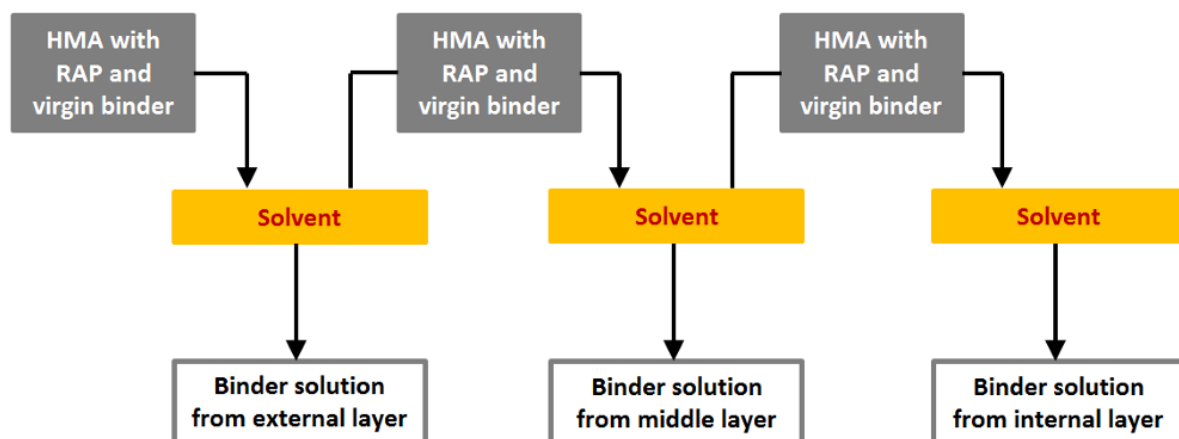 HMA with
RAP and
virgin binder
HMA with
RAP and
virgin binder
HMA with
RAP and
virgin binder
Solvent
Solvent
Solvent
Binder solution
from external layer
Binder solution
from middle layer
Binder solution
from internal layer